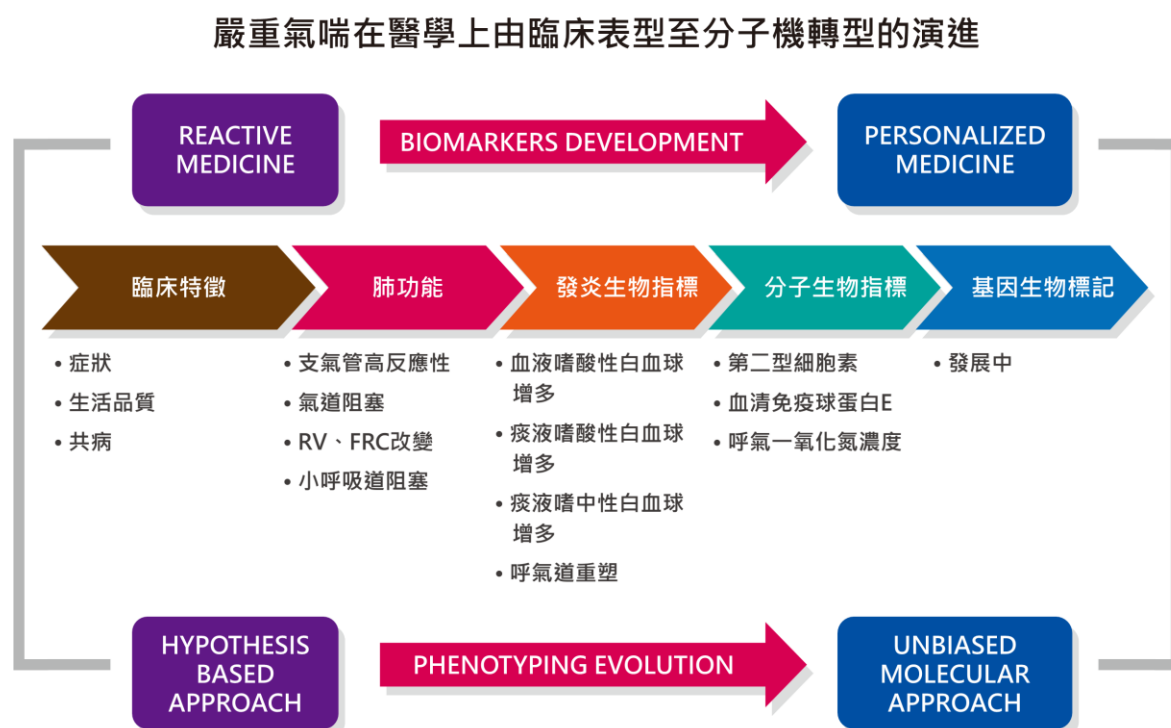 嚴重氣喘在醫學上由臨床表型至分子機轉型的演進
REACTIVE
MEDICINE
BIOMARKERS DEVELOPMENT
PERSONALIZED
MEDICINE
臨床特徵
肺功能
發炎生物指標
分子生物指標
基因生物標記
• 症狀
• 生活品質
• 共病
• 支氣管高反應性
• 氣道阻塞
• RV、FRC改變
• 小呼吸道阻塞
• 血液嗜酸性白血球
增多
• 痰液嗜酸性白血球
增多
• 痰液嗜中性白血球
增多
• 呼氣道重塑
• 第二型細胞素
• 血清免疫球蛋白E
• 呼氣一氧化氮濃度
• 發展中
HYPOTHESIS
BASED
APPROACH
PHENOTYPING EVOLUTION
UNBIASED
MOLECULAR
APPROACH